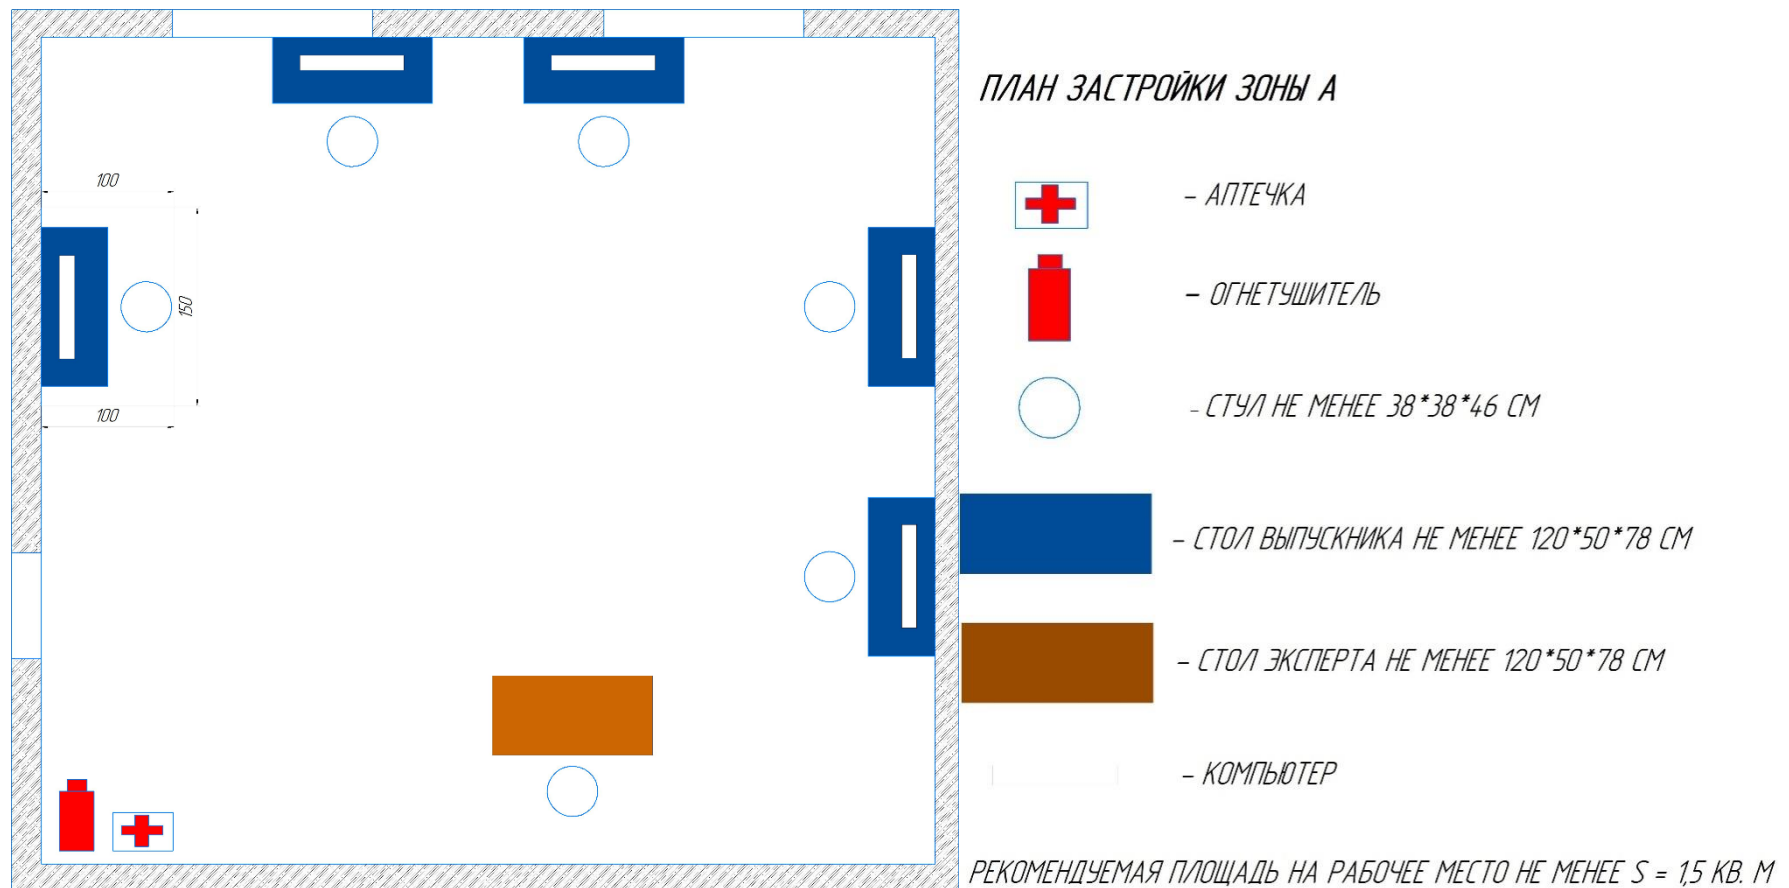 ПЛАН ЗАСТРОЙКИ ЗОНЫ А
100
150
100
- АПТЕЧКА
- ОГНЕТУШИТЕЛЬ
- СТУЛ НЕ МЕНЕЕ 38*38*46 СМ
- СТОЛ ВЫПУСКНИКА НЕ МЕНЕЕ 120*50*78 СМ
- СТОЛ ЭКСПЕРТА НЕ МЕНЕЕ 120*50*78 СМ
- КОМПЬЮТЕР
РЕКОМЕНДУЕМАЯ ПЛОЩАДЬ НА РАБОЧЕЕ МЕСТО НЕ МЕНЕЕ S = 1,5 КВ. М